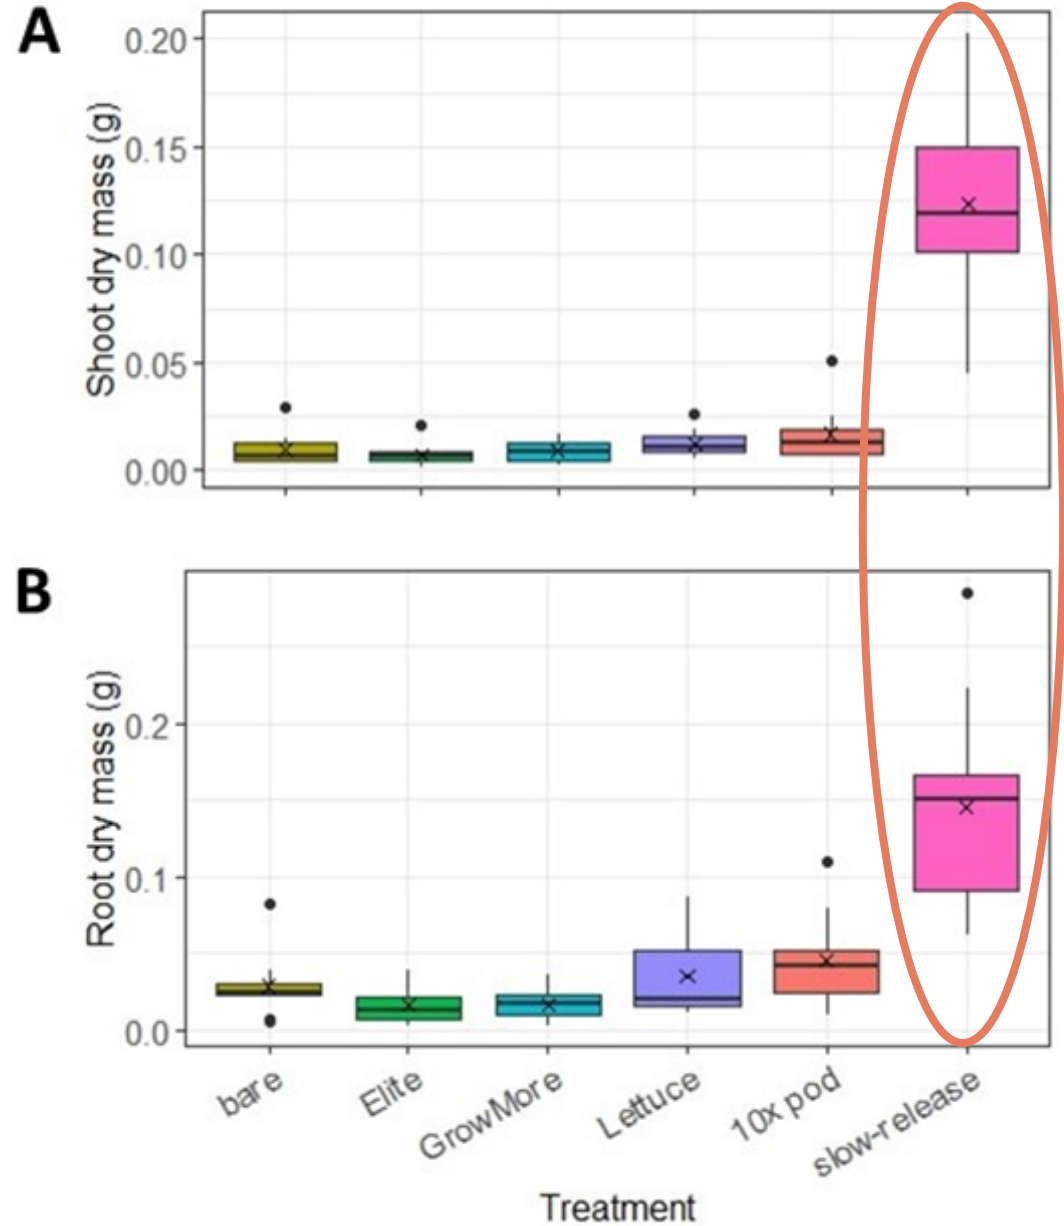 A
Shoot dry mass (g)
0.20
0.15
0.10
0.05
0.00
B
Root dry mass (g)
0.2
0.1
0.0
bare
Elite
GrowMore
Lettuce
10x pod
slow-release
Treatment